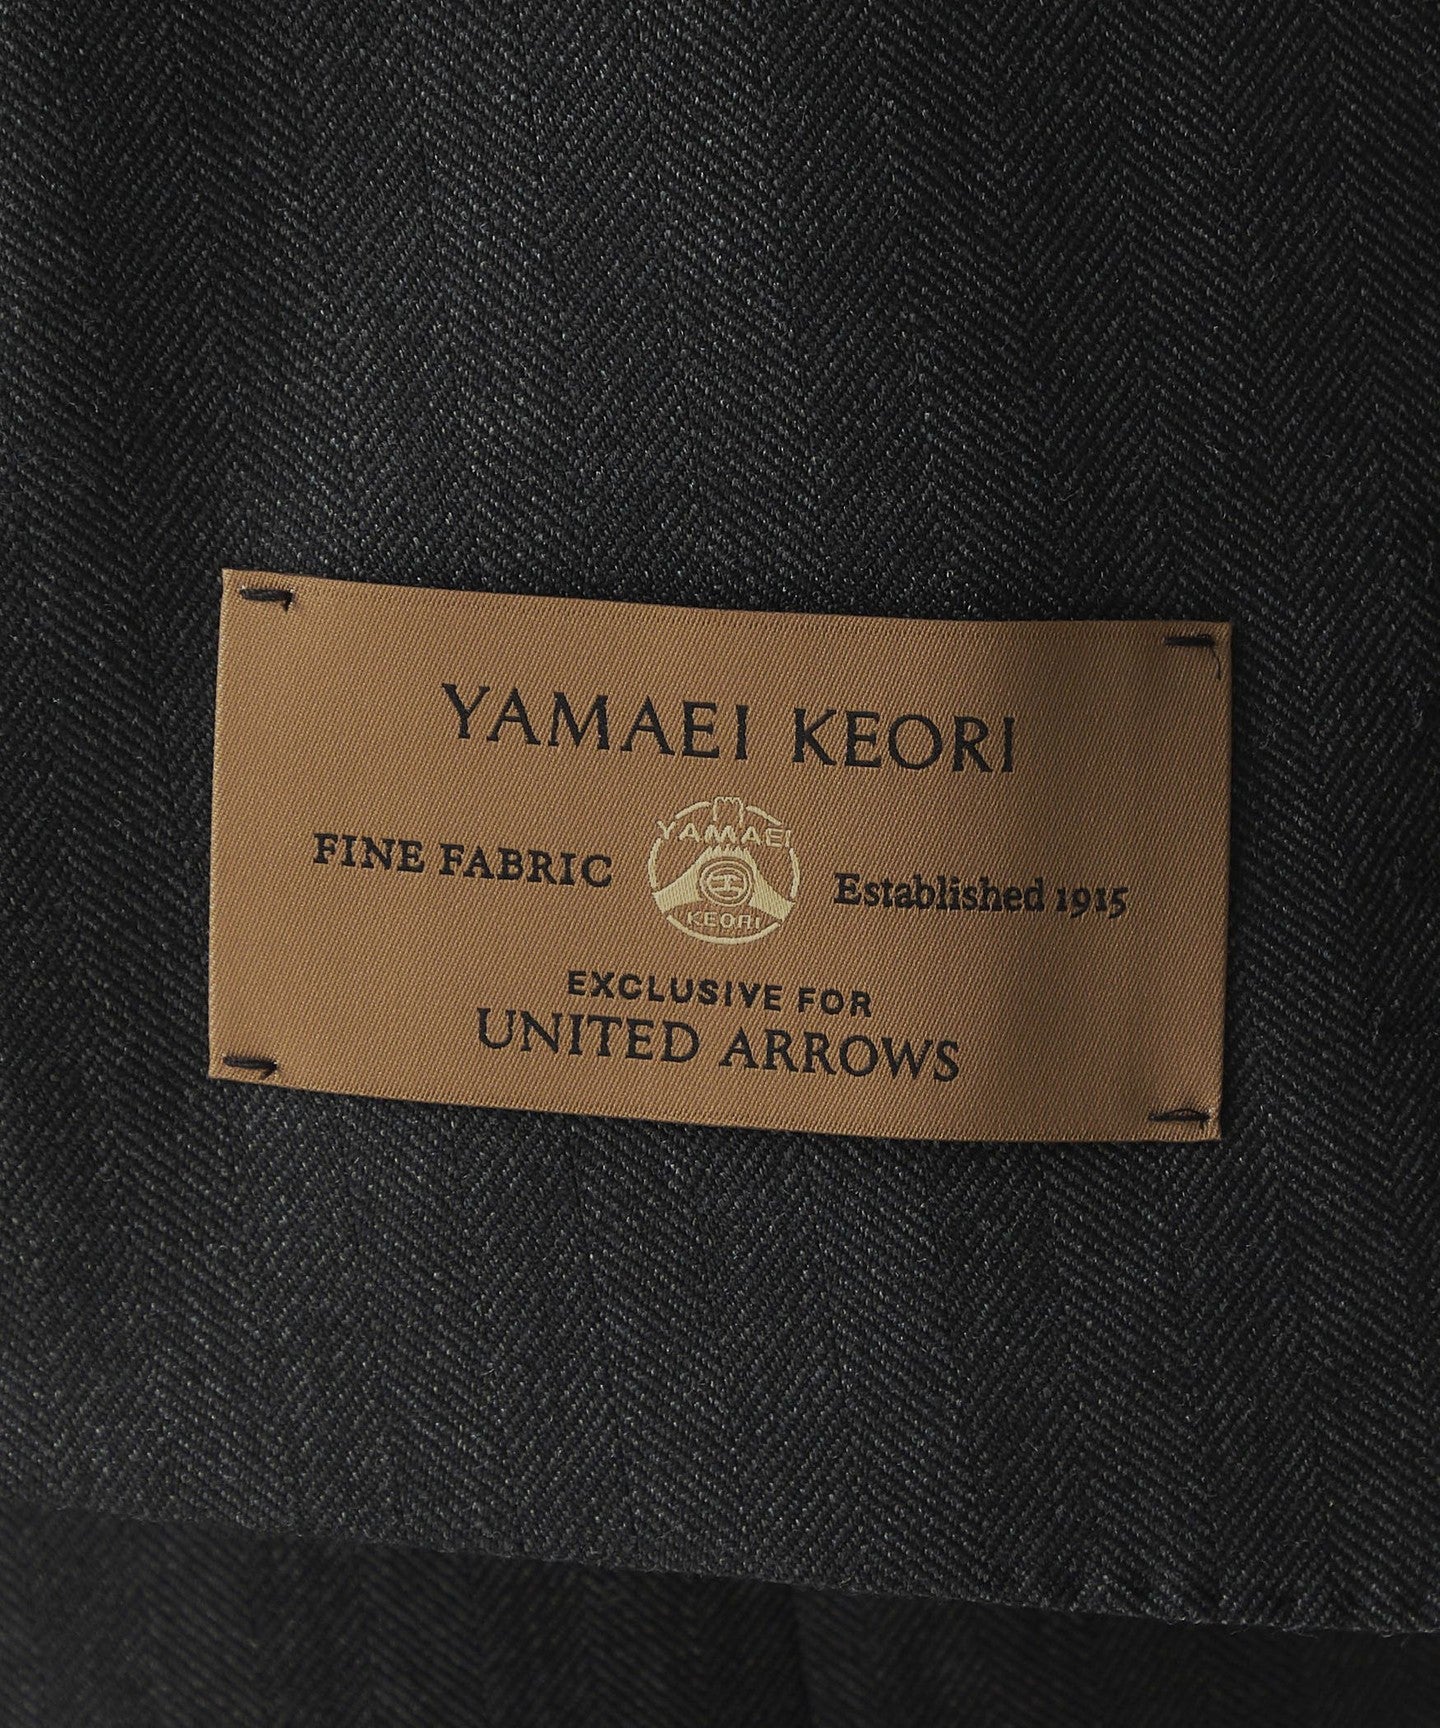 YAMAEI KEORI
FINE FABRIC
YAMAEI
KEORI
Established 1915
EXCLUSIVE FOR
UNITED ARROWS